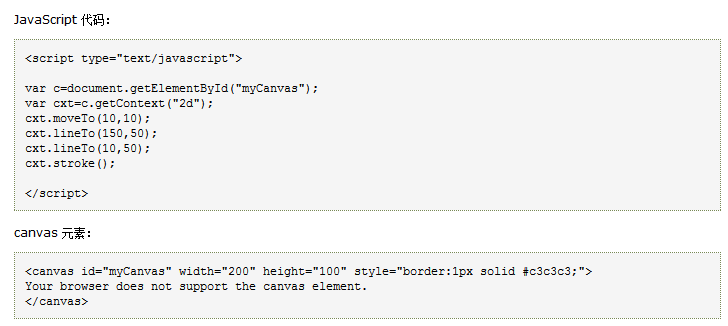 JavaScript 代码：
<script type="text/javascript">
var c=document.getElementById("myCanvas");
var cxt=c.getContext("2d");
cxt.moveTo(10,10);
cxt.lineTo(150,50);
cxt.lineTo(10,50);
cxt.stroke();
</script>
canvas 元素：
<canvas id="myCanvas" width="200" height="100" style="border:1px solid #c3c3c3;">
Your browser does not support the canvas element.
</canvas>